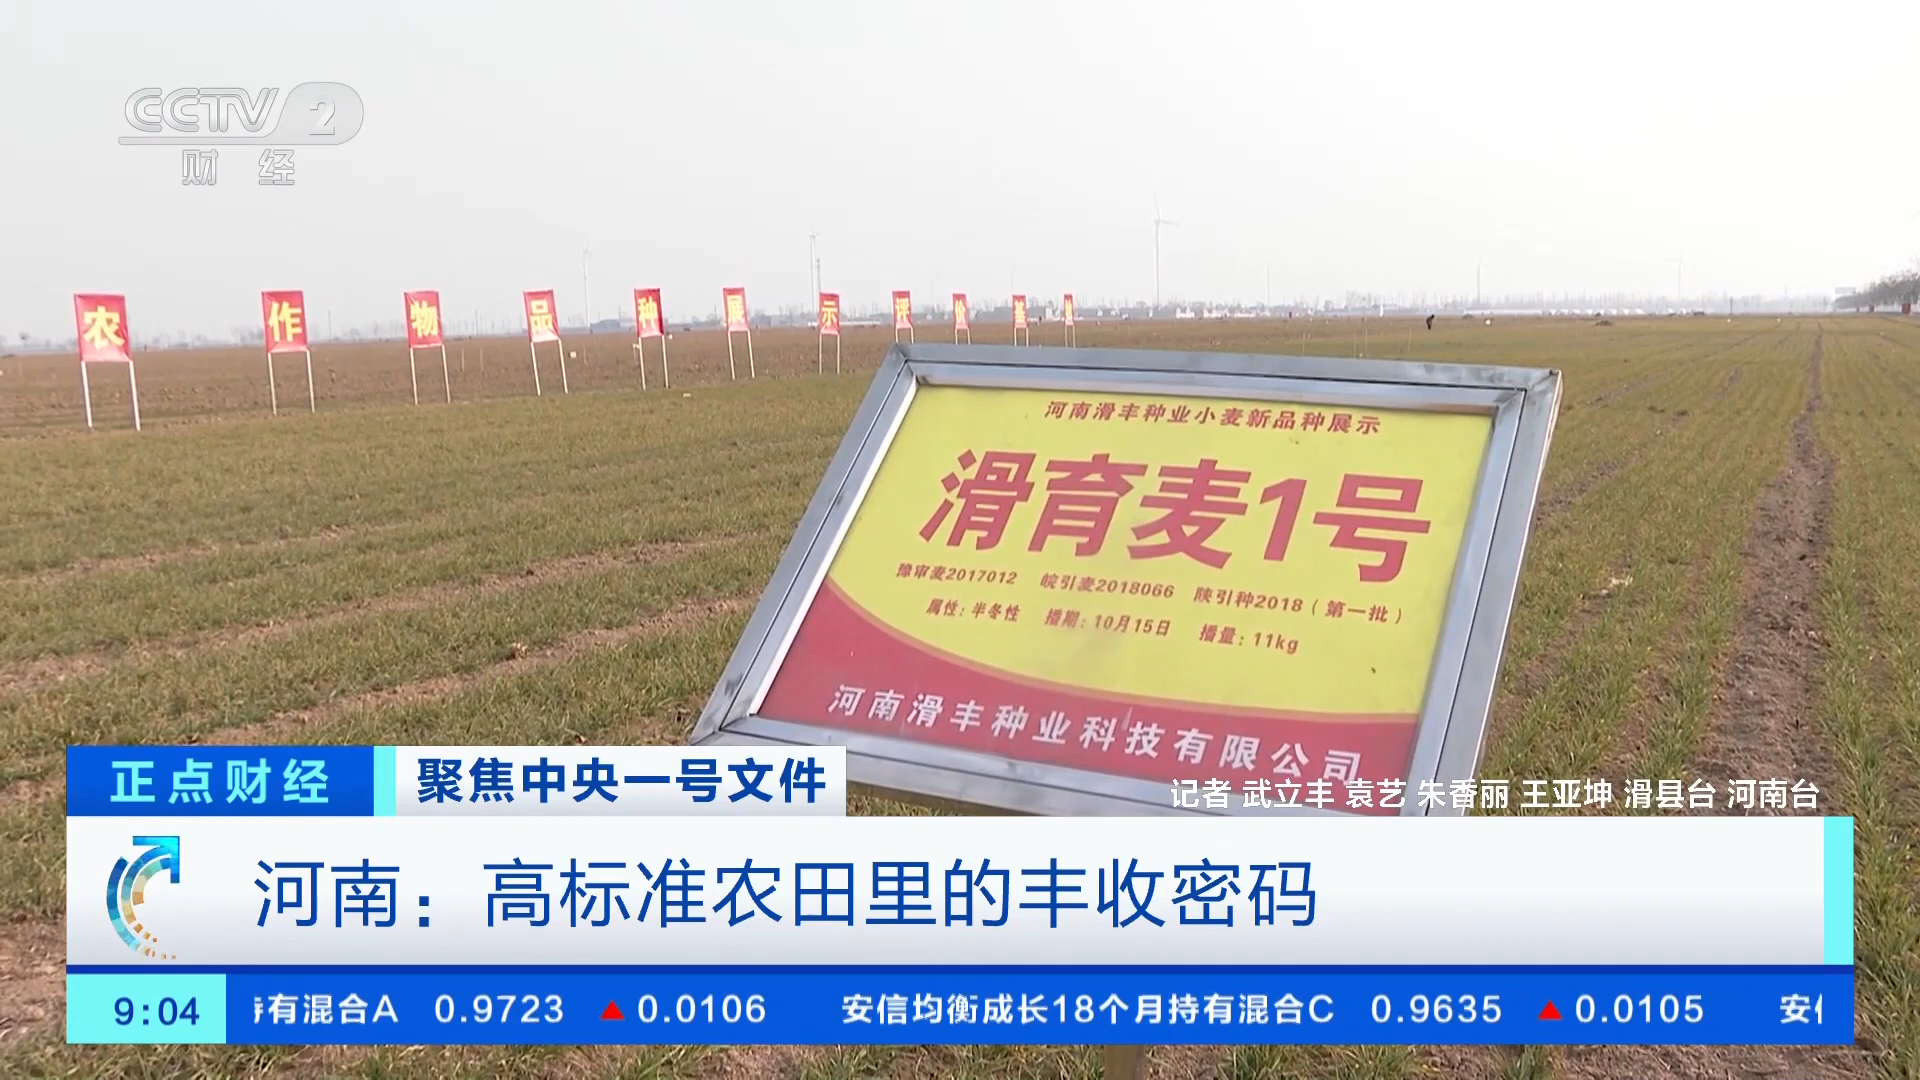 CCTV 2
财 经
农作物品种展示评价基地
河南滑丰种业小麦新品种展示
滑育麦1号
豫审麦2017012 皖引麦2018066 陕引种2018（第一批）
属性：半冬性 播期：10月15日 播量：11kg
河南滑丰种业科技有限公司
记者 武立丰 袁艺 朱香丽 王亚坤 滑县台 河南台
正点财经 聚焦中央一号文件
河南：高标准农田里的丰收密码
9:04 持有混合A 0.9723 ▲0.0106 安信均衡成长18个月持有混合C 0.9635 ▲0.0105 安